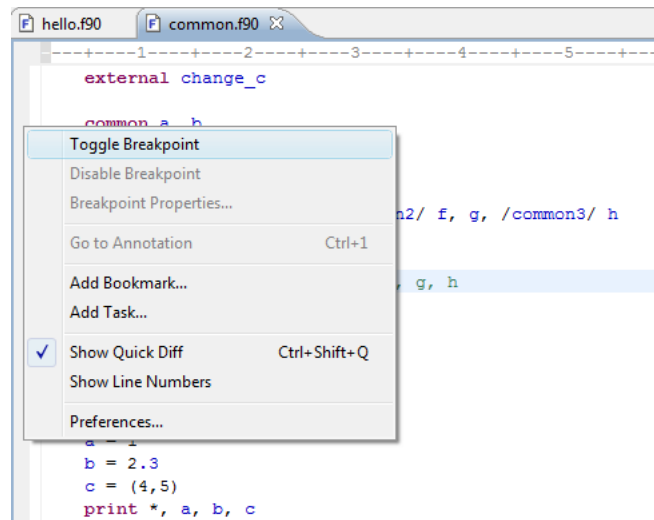 hello.f90 common.f90
----+----1----+----2----+----3----+----4----+----5----+---
external change_c
common a, b
Toggle Breakpoint
Disable Breakpoint
Breakpoint Properties...
n2/ f, g, /common3/ h
Go to Annotation Ctrl+1
Add Bookmark...
, g, h
Add Task...
Show Quick Diff Ctrl+Shift+Q
Show Line Numbers
Preferences...
a = 1
b = 2.3
c = (4,5)
print *, a, b, c